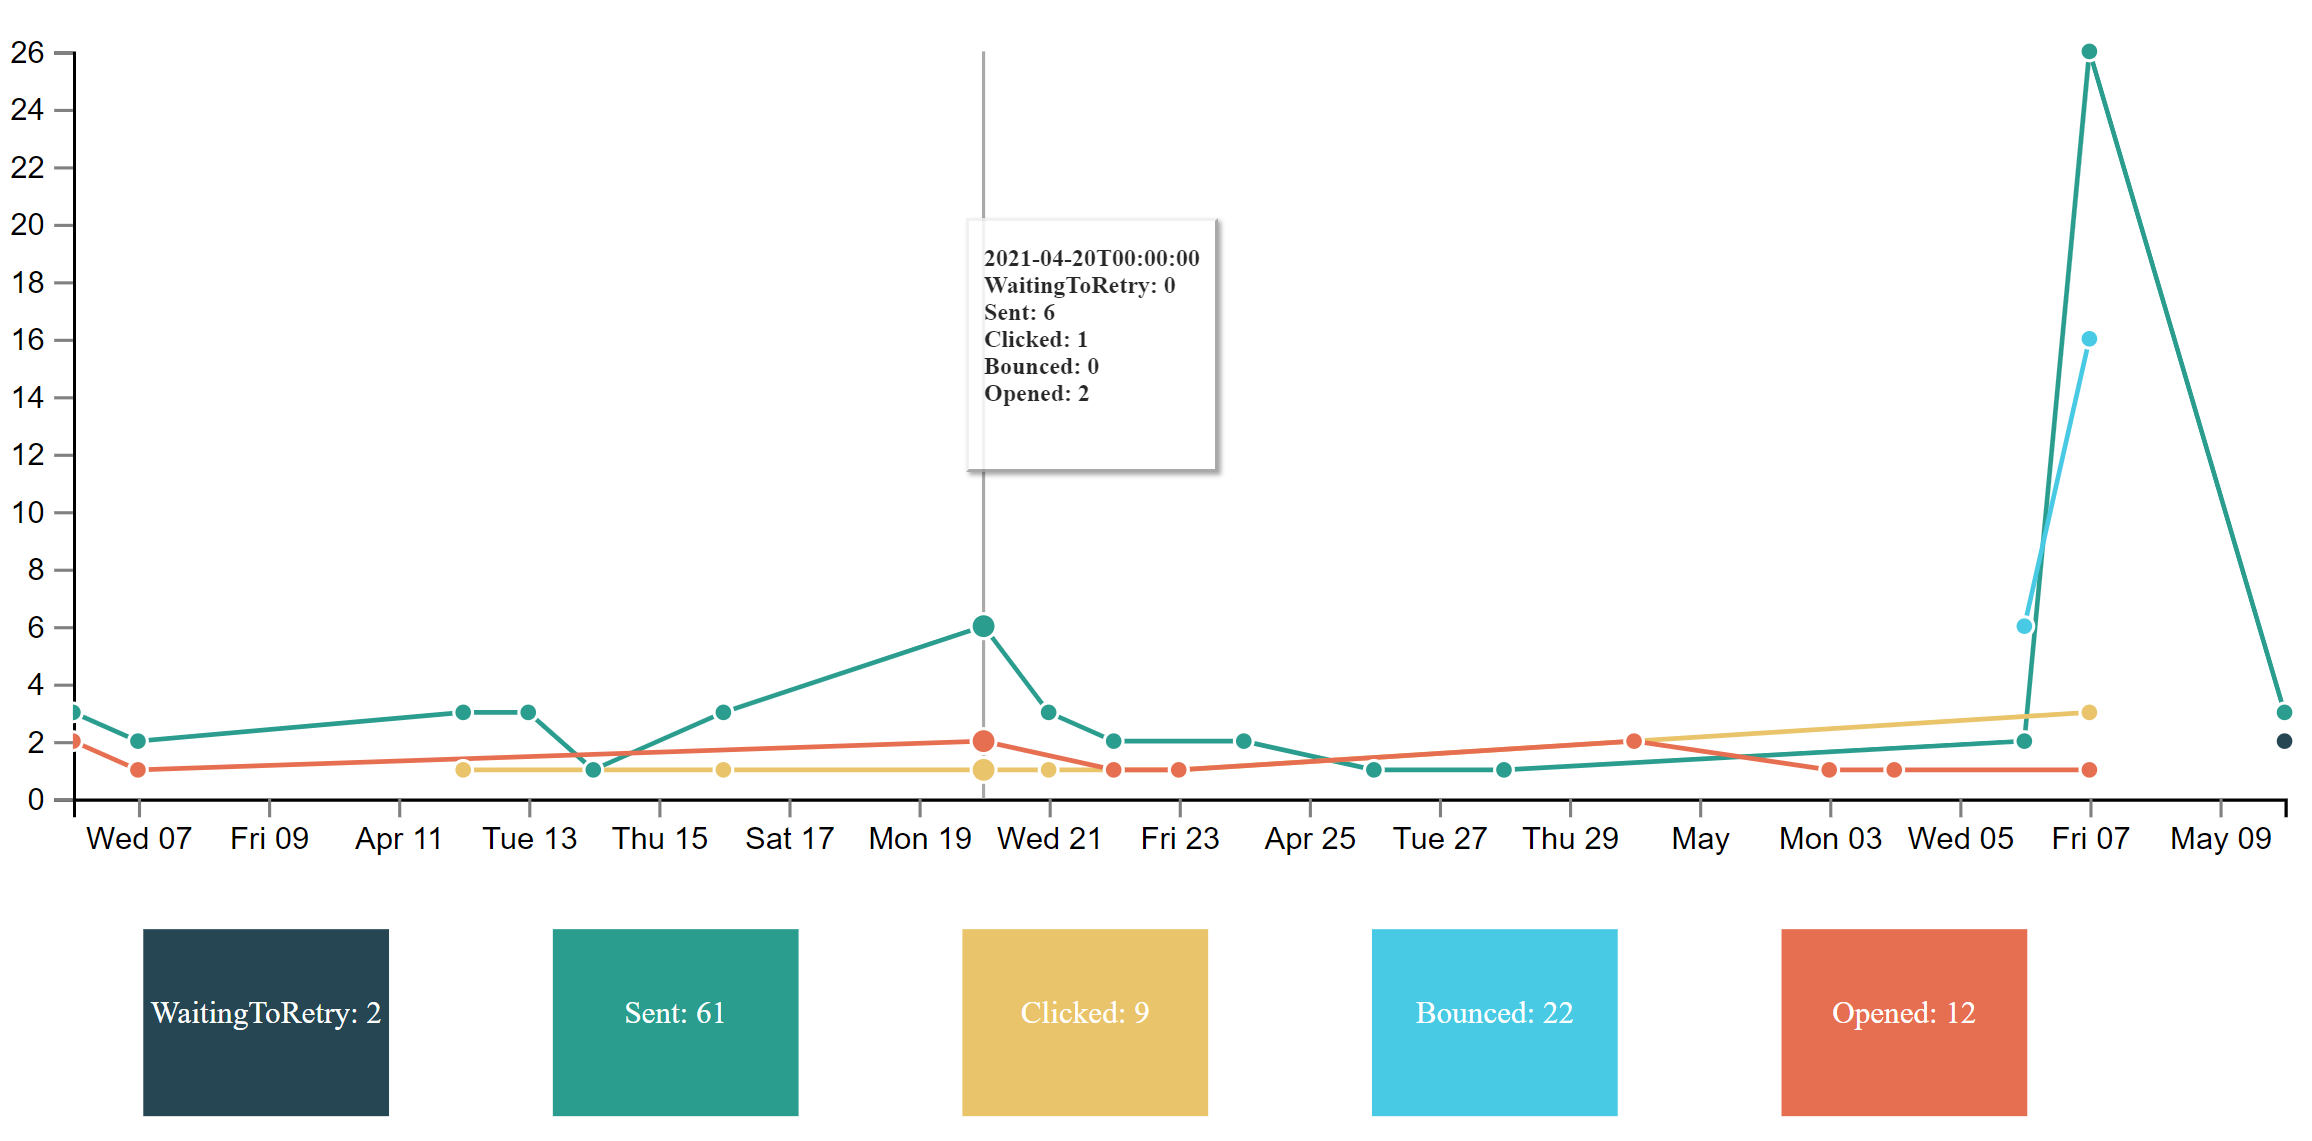 26
24
22
20
18
16
14
12
10
8
6
4
2
0
2021-04-20T00:00:00
WaitingToRetry: 0
Sent: 6
Clicked: 1
Bounced: 0
Opened: 2
Wed 07 Fri 09 Apr 11 Tue 13 Thu 15 Sat 17 Mon 19 Wed 21 Fri 23 Apr 25 Tue 27 Thu 29 May Mon 03 Wed 05 Fri 07 May 09
WaitingToRetry: 2 Sent: 61 Clicked: 9 Bounced: 22 Opened: 12